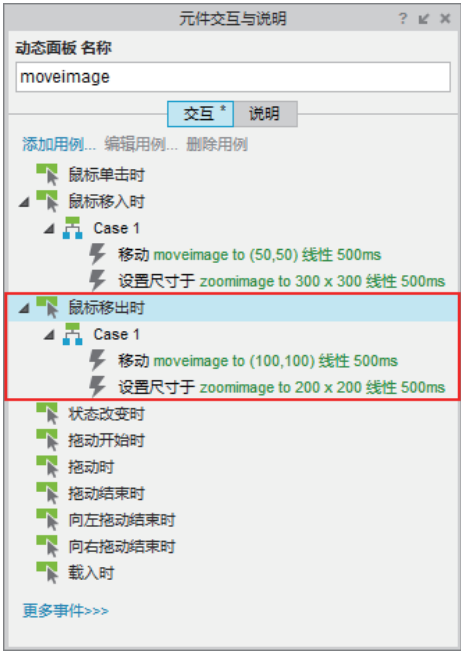 元件交互与说明
动态面板 名称
moveimage
交互 * 说明
添加用例... 编辑用例... 删除用例
鼠标单击时
鼠标移入时
Case 1
移动 moveimage to (50,50) 线性 500ms
设置尺寸于 zoomimage to 300 x 300 线性 500ms
鼠标移出时
Case 1
移动 moveimage to (100,100) 线性 500ms
设置尺寸于 zoomimage to 200 x 200 线性 500ms
状态改变时
拖动开始时
拖动时
拖动结束时
向左拖动结束时
向右拖动结束时
载入时
更多事件>>>